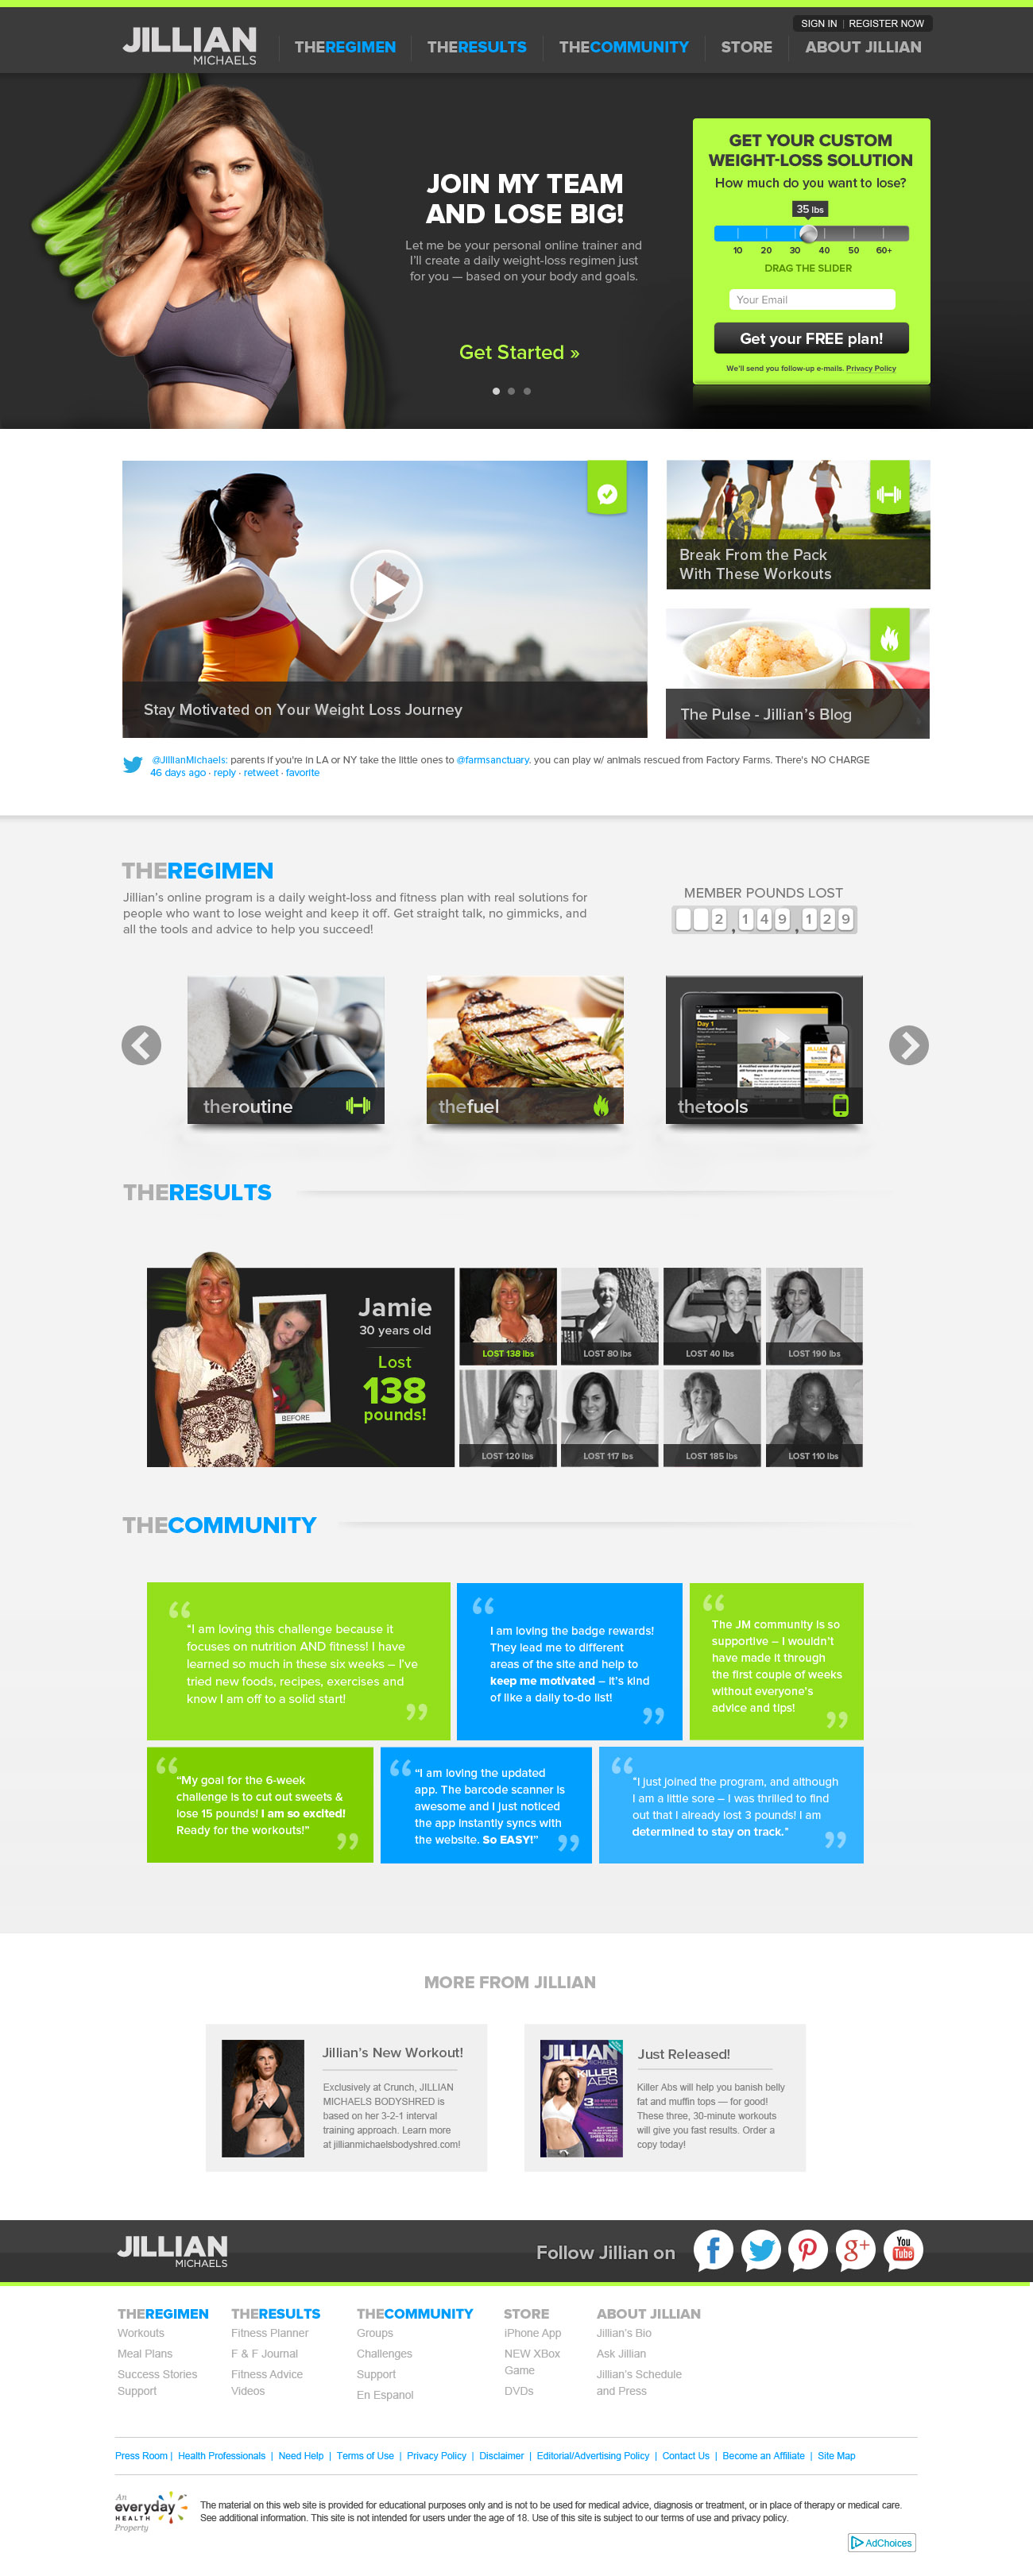 SIGN IN | REGISTER NOW
JILLIAN
MICHAELS
THEREGIMEN
THERESULTS
THECOMMUNITY
STORE
ABOUT JILLIAN
JOIN MY TEAM
AND LOSE BIG!
Let me be your personal online trainer and
I'll create a daily weight-loss regimen just
for you — based on your body and goals.
Get Started »
GET YOUR CUSTOM
WEIGHT-LOSS SOLUTION
How much do you want to lose?
35 lbs
10 20 30 40 50 60+
DRAG THE SLIDER
Your Email
Get your FREE plan!
We'll send you follow-up e-mails. Privacy Policy
Stay Motivated on Your Weight Loss Journey
Break From the Pack
With These Workouts
The Pulse - Jillian's Blog
@JillianMichaels: parents if you're in LA or NY take the little ones to @farmsanctuary. you can play w/ animals rescued from Factory Farms. There's NO CHARGE
46 days ago · reply · retweet · favorite
THEREGIMEN
Jillian's online program is a daily weight-loss and fitness plan with real solutions for
people who want to lose weight and keep it off. Get straight talk, no gimmicks, and
all the tools and advice to help you succeed!
MEMBER POUNDS LOST
2,149,129
theroutine
thefuel
Day 1
thetools
THERESULTS
BEFORE
Jamie
30 years old
Lost
138
pounds!
LOST 138 lbs
LOST 80 lbs
LOST 40 lbs
LOST 190 lbs
LOST 120 lbs
LOST 117 lbs
LOST 185 lbs
LOST 110 lbs
THECOMMUNITY
"I am loving this challenge because it
focuses on nutrition AND fitness! I have
learned so much in these six weeks – I've
tried new foods, recipes, exercises and
know I am off to a solid start!
I am loving the badge rewards!
They lead me to different
areas of the site and help to
keep me motivated – it's kind
of like a daily to-do list!
The JM community is so
supportive – I wouldn't
have made it through
the first couple of weeks
without everyone's
advice and tips!
"My goal for the 6-week
challenge is to cut out sweets &
lose 15 pounds! I am so excited!
Ready for the workouts!"
"I am loving the updated
app. The barcode scanner is
awesome and I just noticed
the app instantly syncs with
the website. So EASY!"
"I just joined the program, and although
I am a little sore – I was thrilled to find
out that I already lost 3 pounds! I am
determined to stay on track."
MORE FROM JILLIAN
Jillian's New Workout!
Exclusively at Crunch, JILLIAN
MICHAELS BODYSHRED is
based on her 3-2-1 interval
training approach. Learn more
at jillianmichaelsbodyshred.com!
JILLIAN
MICHAELS
KILLER
ABS
3
Just Released!
Killer Abs will help you banish belly
fat and muffin tops — for good!
These three, 30-minute workouts
will give you fast results. Order a
copy today!
JILLIAN
MICHAELS
Follow Jillian on
f
g+
You
Tube
THEREGIMEN
Workouts
Meal Plans
Success Stories
Support
THERESULTS
Fitness Planner
F & F Journal
Fitness Advice
Videos
THECOMMUNITY
Groups
Challenges
Support
En Espanol
STORE
iPhone App
NEW XBox
Game
DVDs
ABOUT JILLIAN
Jillian's Bio
Ask Jillian
Jillian's Schedule
and Press
Press Room | Health Professionals | Need Help | Terms of Use | Privacy Policy | Disclaimer | Editorial/Advertising Policy | Contact Us | Become an Affiliate | Site Map
An
everyday
HEALTH
Property
The material on this web site is provided for educational purposes only and is not to be used for medical advice, diagnosis or treatment, or in place of therapy or medical care.
See additional information. This site is not intended for users under the age of 18. Use of this site is subject to our terms of use and privacy policy.
AdChoices